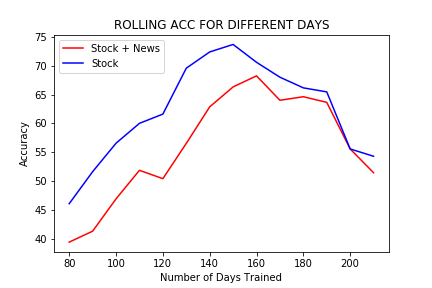 ROLLING ACC FOR DIFFERENT DAYS
Stock + News
Stock
Accuracy
75
70
65
60
55
50
45
40
80 100 120 140 160 180 200
Number of Days Trained